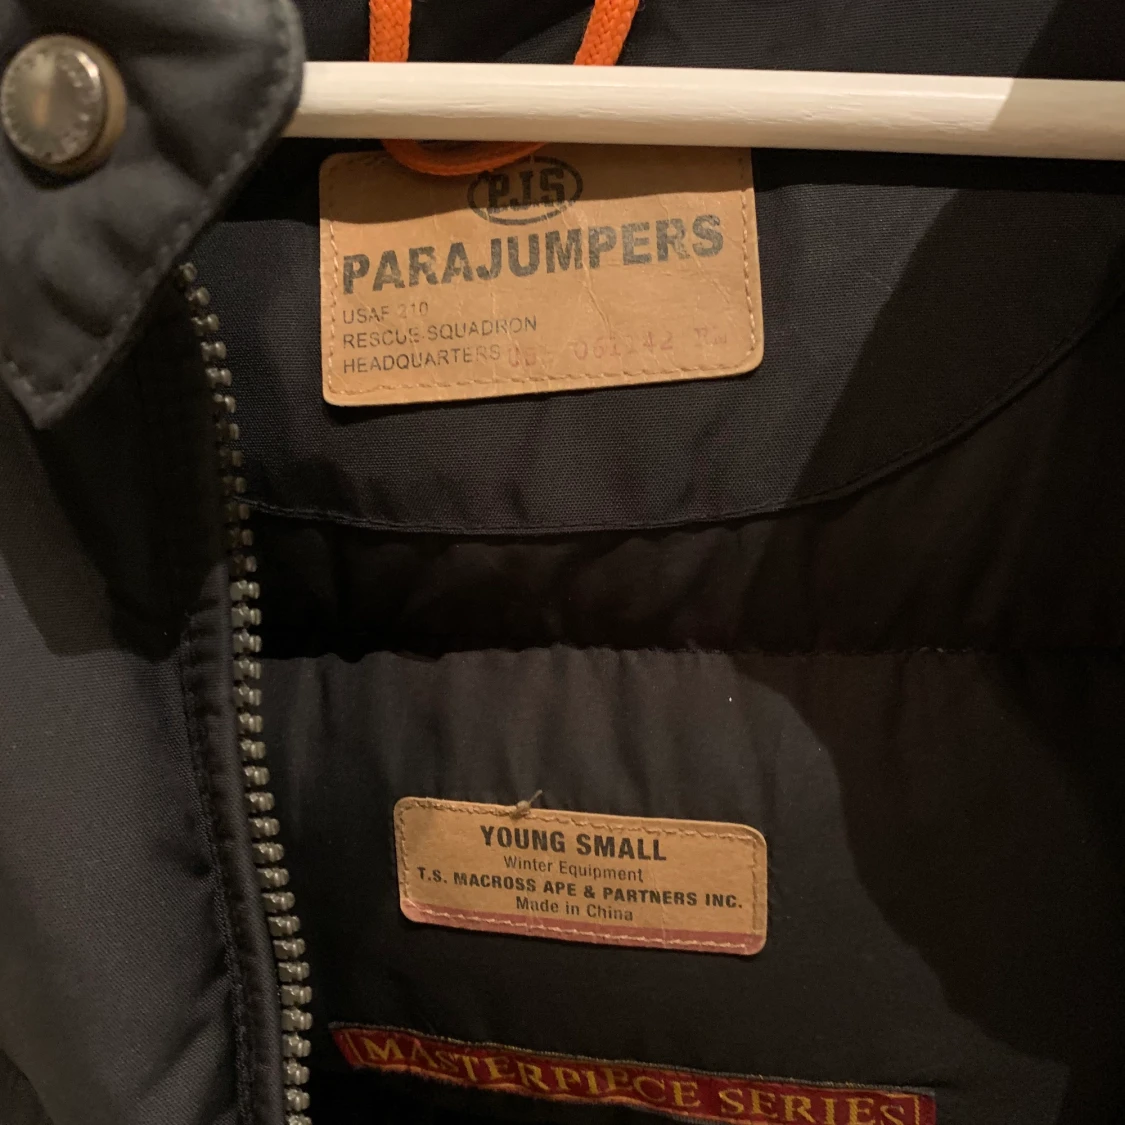 P.J.S
PARAJUMPERS
USAF 210
RESCUE SQUADRON
HEADQUARTERS 061242
YOUNG SMALL
Winter Equipment
T.S. MACROSS APE & PARTNERS INC.
Made in China
MASTERPIECE SERIES